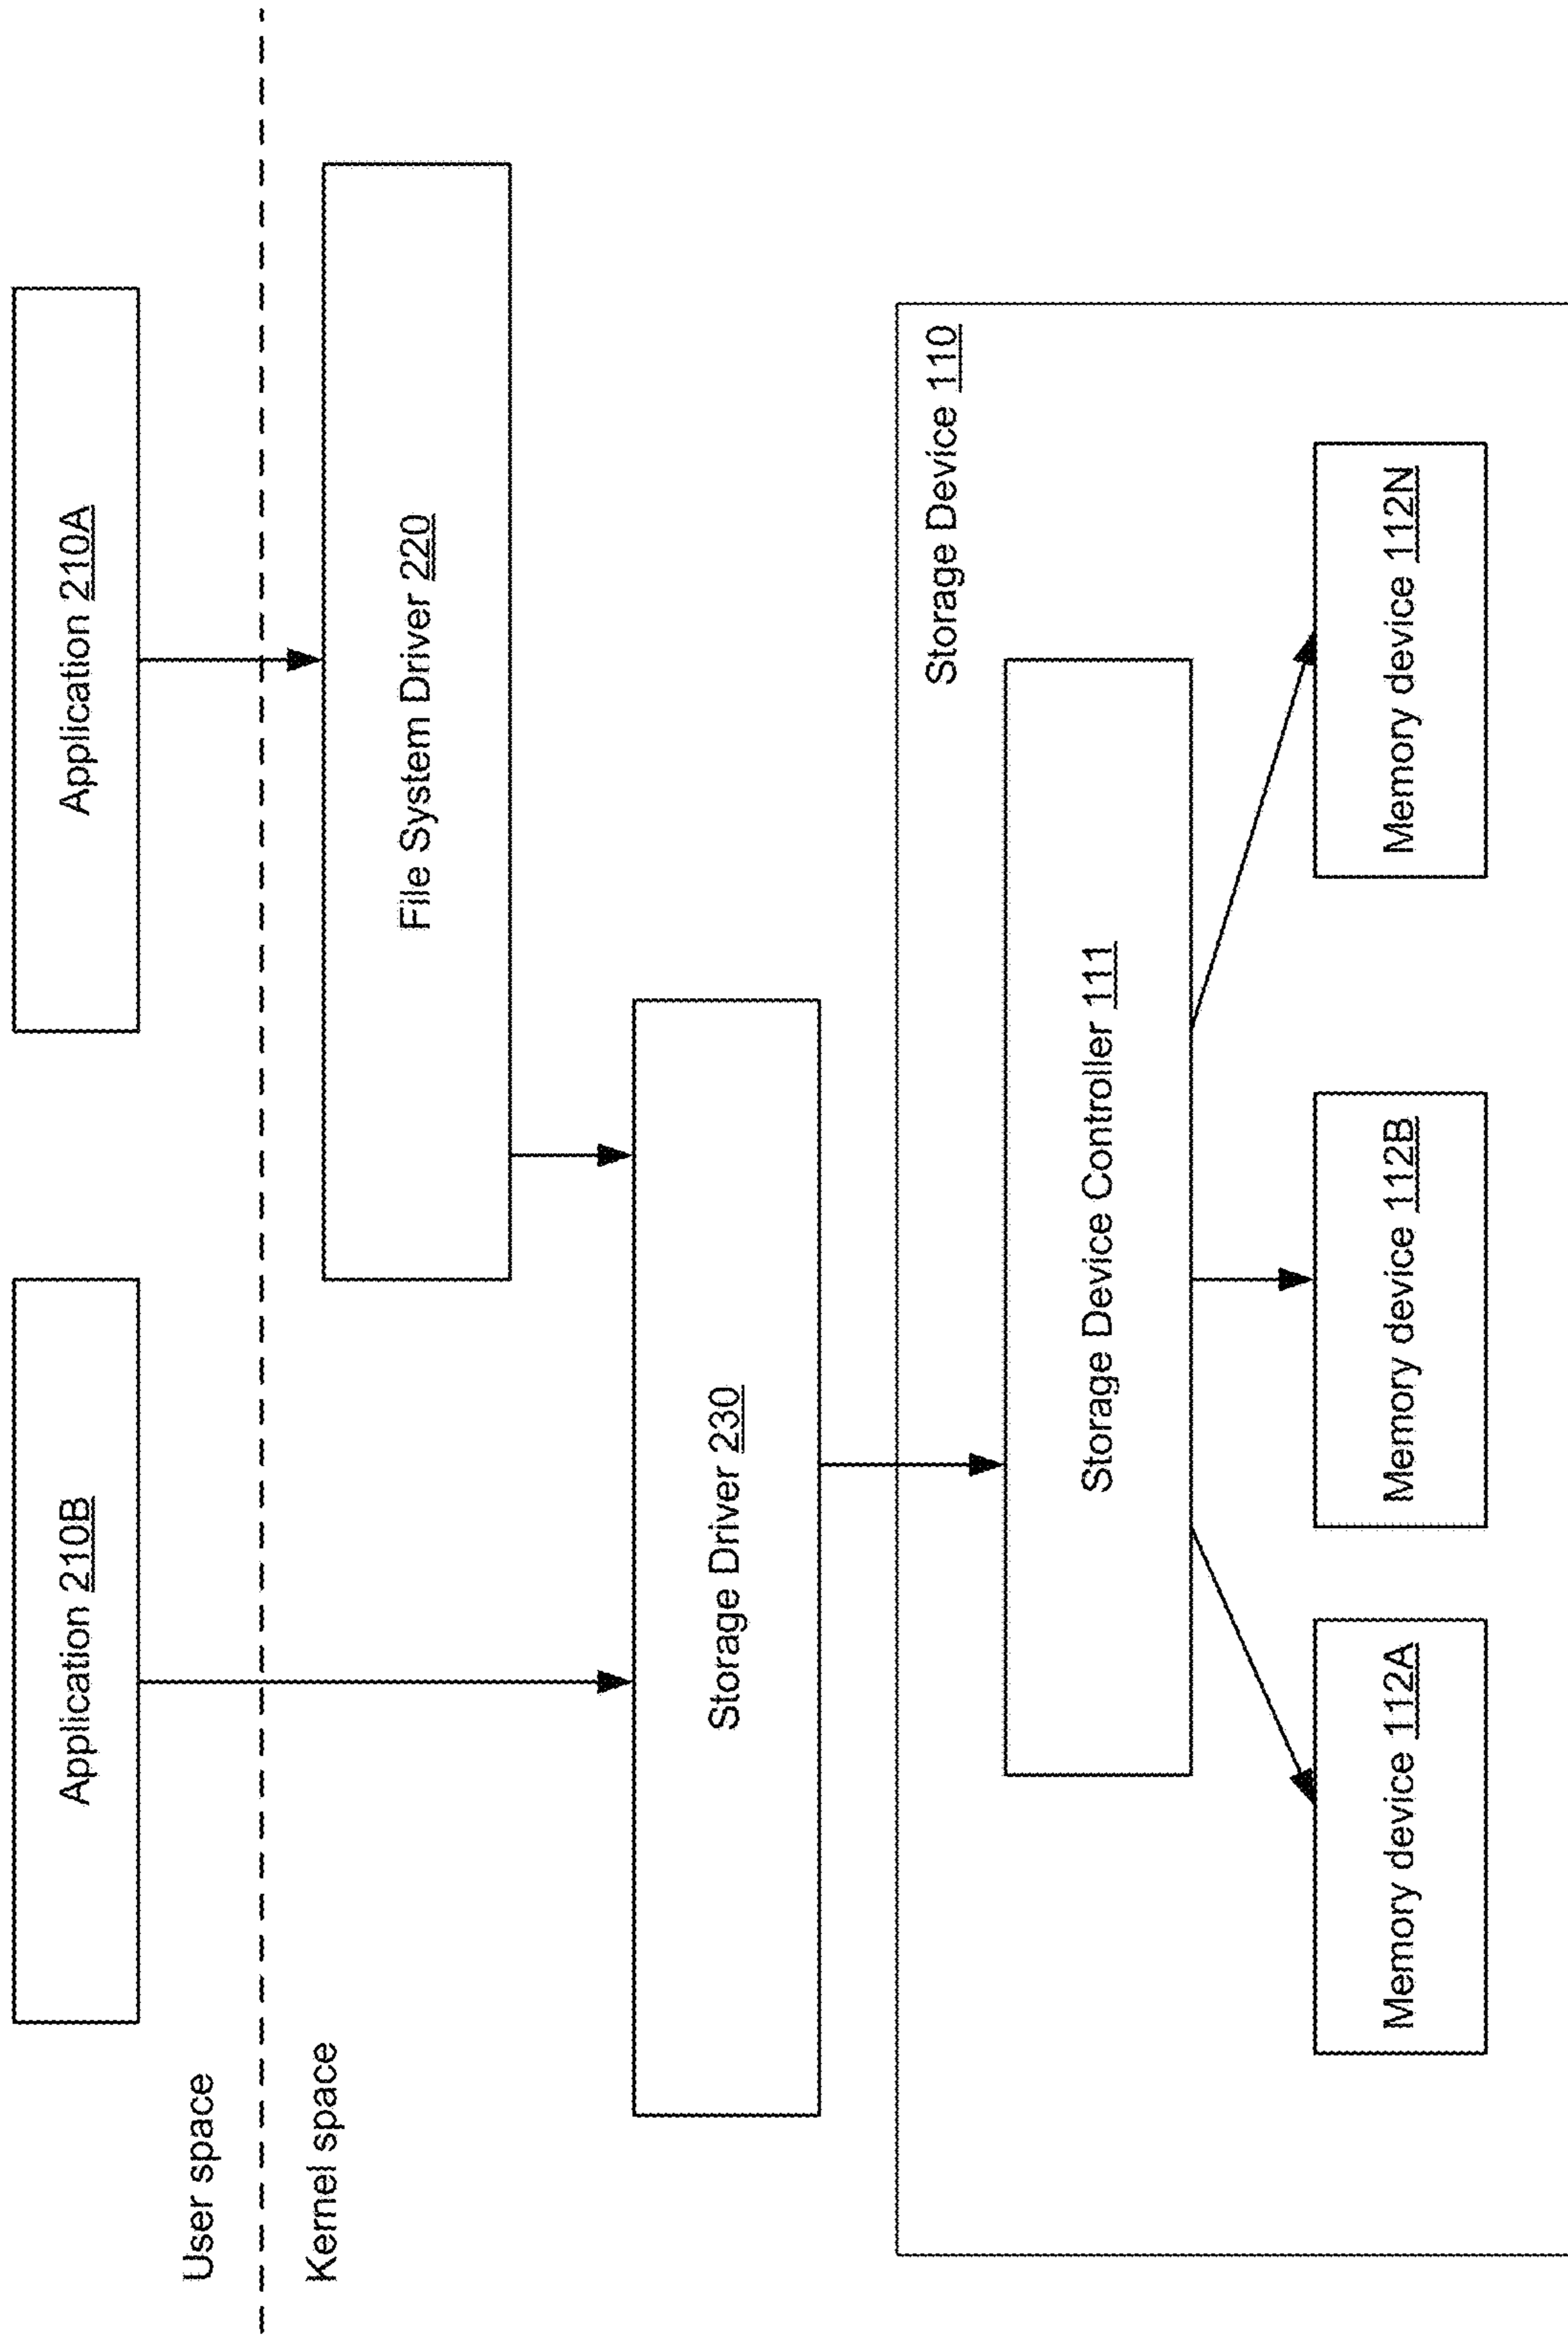 Application 210B
Application 210A
User space
Kernel space
File System Driver 220
Storage Driver 230
Storage Device 110
Storage Device Controller 111
Memory device 112A
Memory device 112B
Memory device 112N